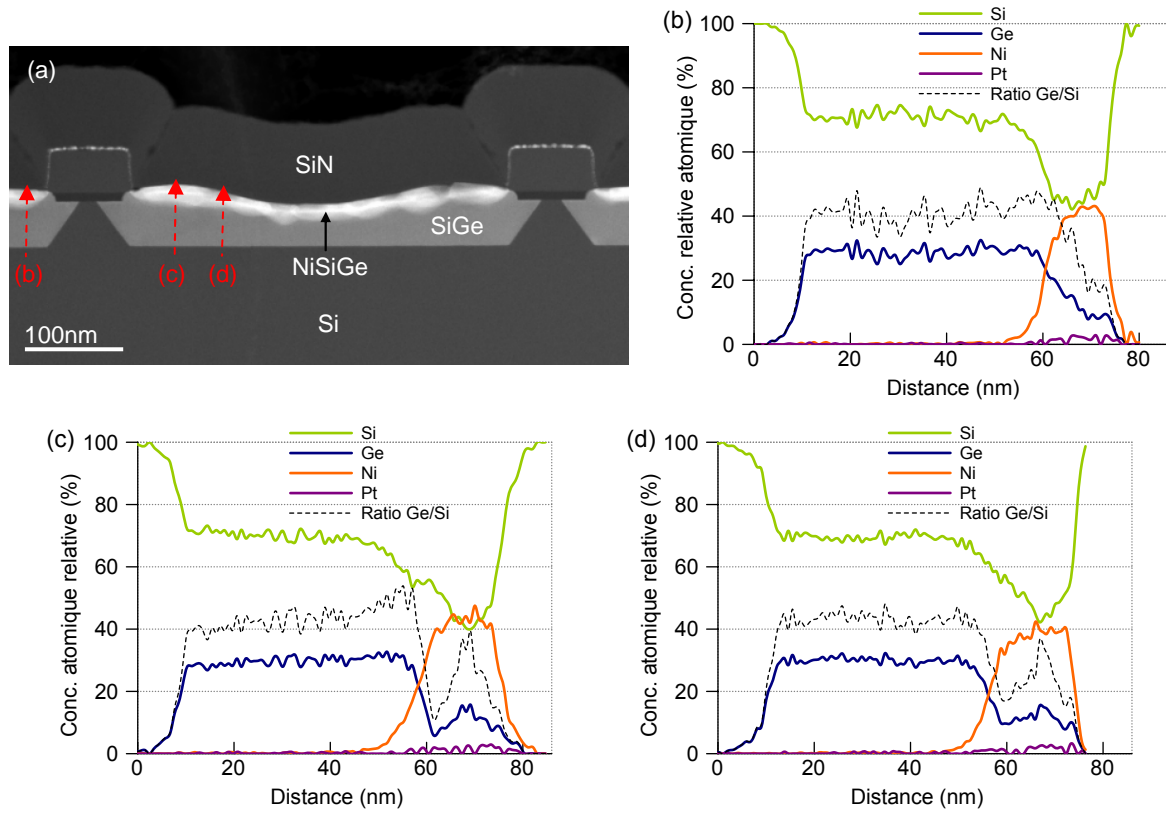 (a)
SiN
SiGe
NiSiGe
Si
(b)
(c)
(d)
100nm
(b)
Si
Ge
Ni
Pt
Ratio Ge/Si
Conc. relative atomique (%)
100
80
60
40
20
0
0 20 40 60 80
Distance (nm)
(c)
Si
Ge
Ni
Pt
Ratio Ge/Si
Conc. atomique relative (%)
100
80
60
40
20
0
0 20 40 60 80
Distance (nm)
(d)
Si
Ge
Ni
Pt
Ratio Ge/Si
Conc. atomique relative (%)
100
80
60
40
20
0
0 20 40 60 80
Distance (nm)